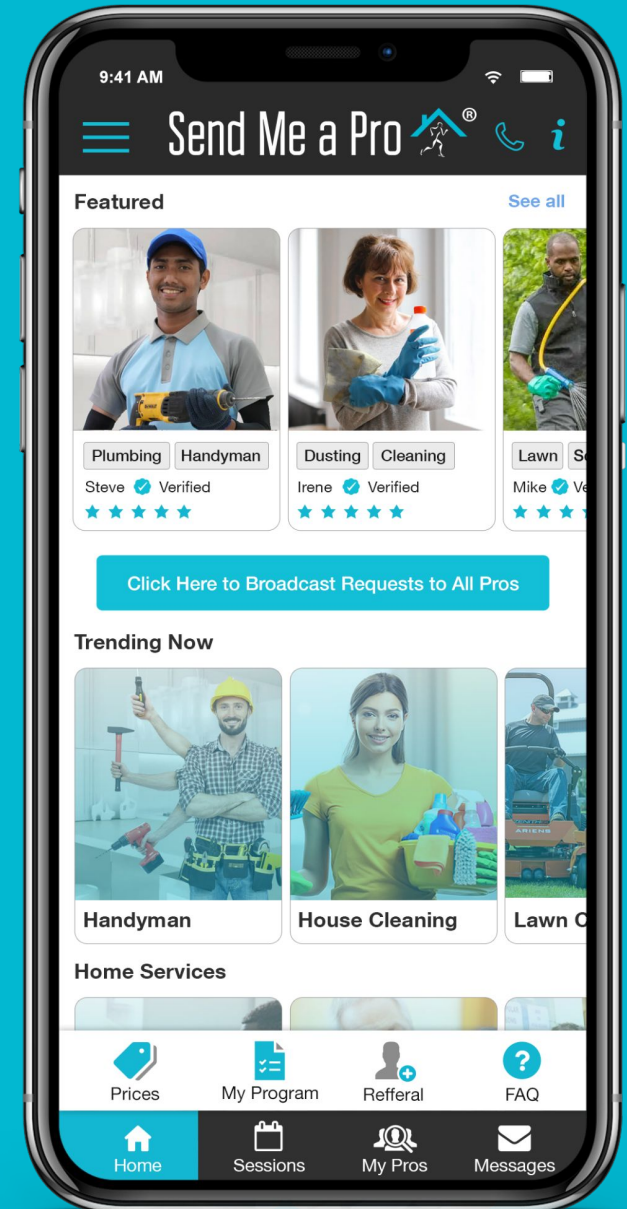 9:41 AM
Send Me a Pro ®
i
Featured See all
Plumbing Handyman
Steve Verified
Dusting Cleaning
Irene Verified
Lawn
Mike
Click Here to Broadcast Requests to All Pros
Trending Now
ARIENS
Handyman
House Cleaning
Lawn
Home Services
Prices
My Program
Refferal
? FAQ
Home
Sessions
My Pros
Messages